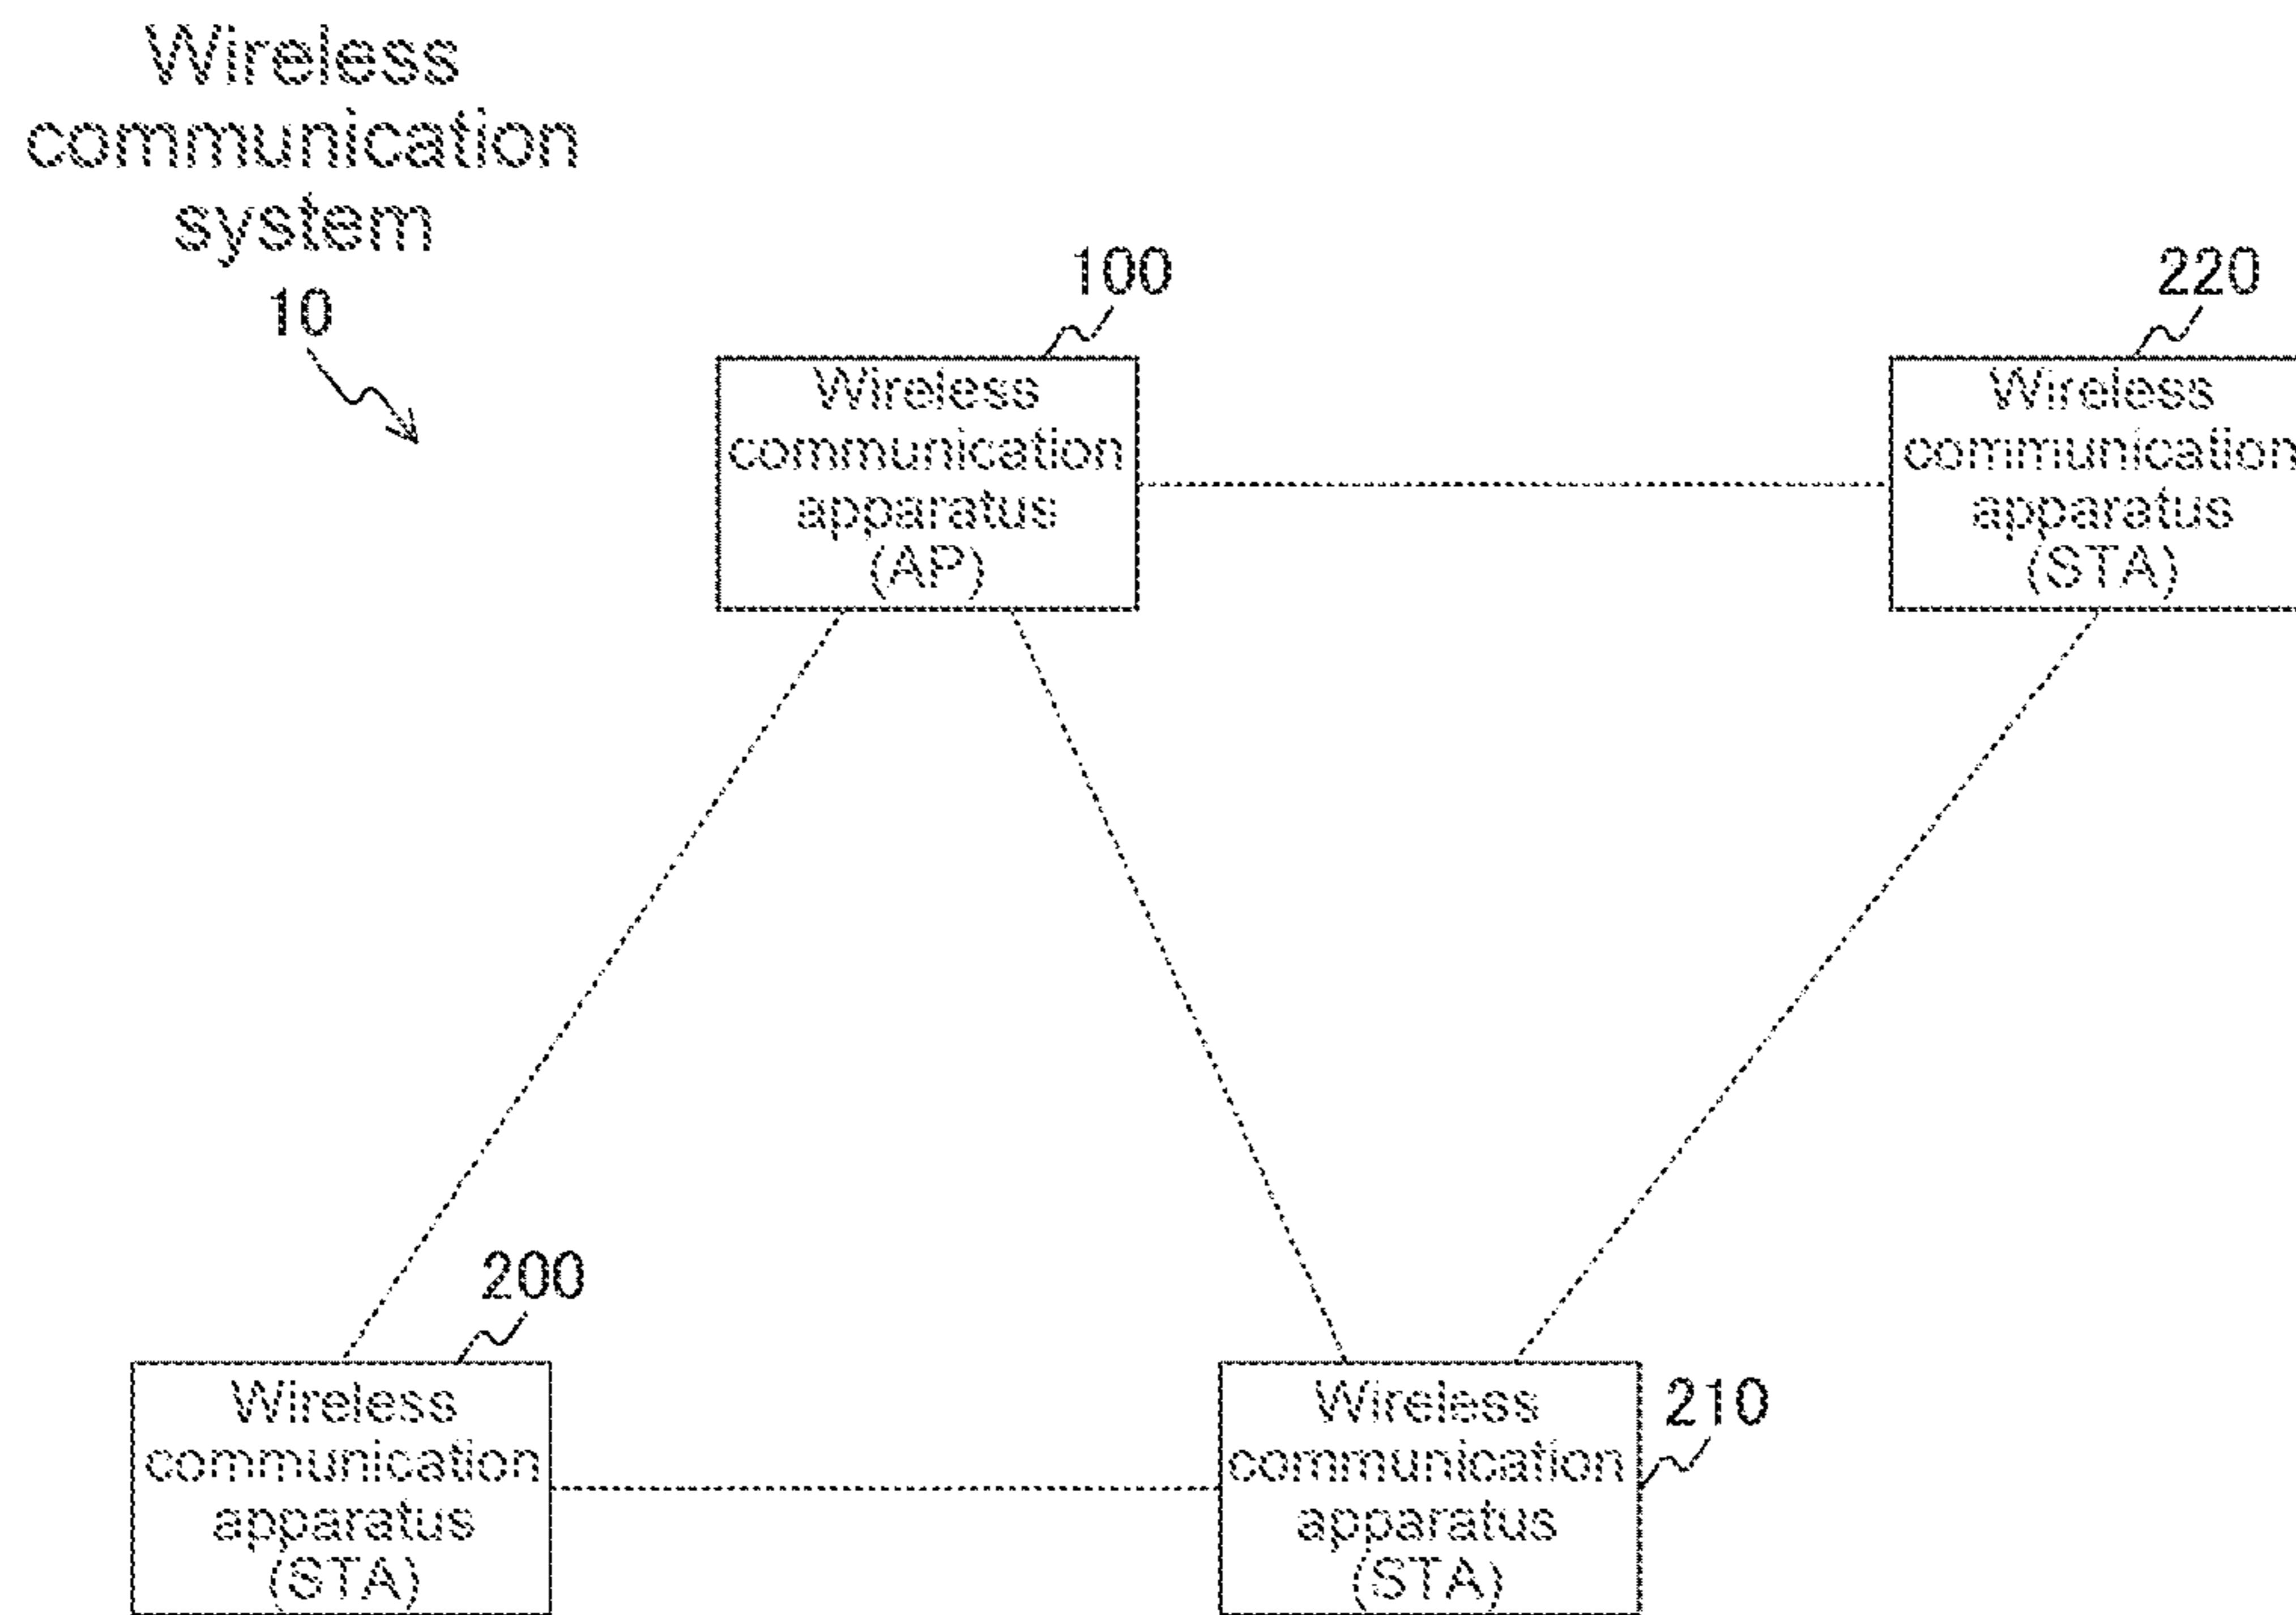 Wireless
communication
system
10
100
Wireless
communication
apparatus
(AP)
220
Wireless
communication
apparatus
(STA)
200
Wireless
communication
apparatus
(STA)
210
Wireless
communication
apparatus
(STA)